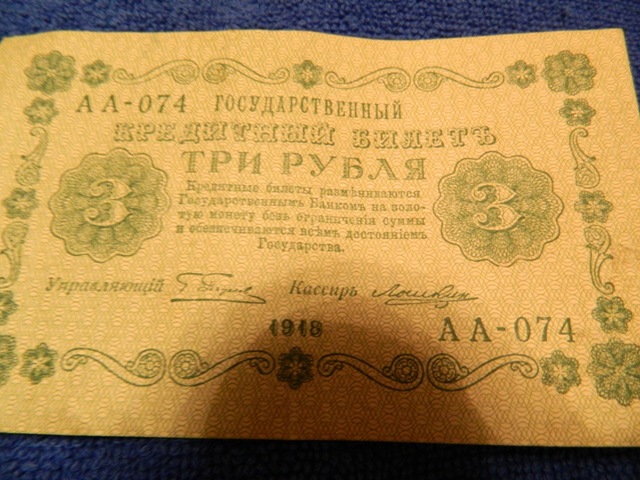 АА-074 ГОСУДАРСТВЕННЫЙ
КРЕДИТНЫЙ БИЛЕТЪ
ТРИ РУБЛЯ
3 3
Кредитные билеты размѣниваются
Государственнымъ Банкомъ на золо-
тую монету безъ ограниченія суммы
и обезпечиваются всѣмъ достояніемъ
Государства.
Управляющій Кассиръ
1918 АА-074